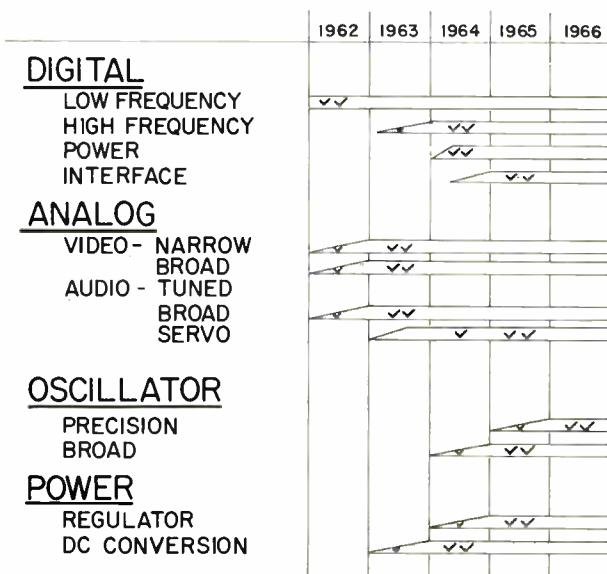 1962 1963 1964 1965 1966
DIGITAL
LOW FREQUENCY
HIGH FREQUENCY
POWER
INTERFACE
ANALOG
VIDEO - NARROW
BROAD
AUDIO - TUNED
BROAD
SERVO
OSCILLATOR
PRECISION
BROAD
POWER
REGULATOR
DC CONVERSION